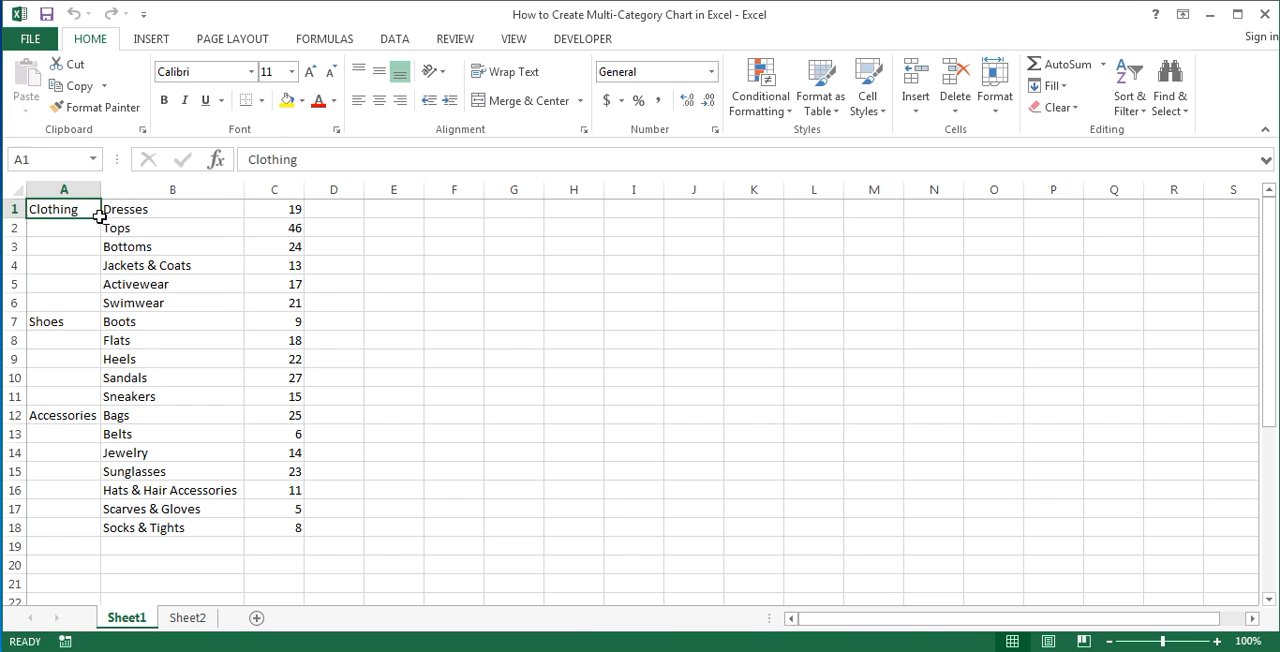 How to Create Multi-Category Chart in Excel - Excel
FILE HOME INSERT PAGE LAYOUT FORMULAS DATA REVIEW VIEW DEVELOPER Sign in
Paste Cut Copy Format Painter Clipboard
Calibri 11 B I U A Font
Wrap Text Merge & Center Alignment
General $ % , Number
Conditional Formatting Format as Table Cell Styles Styles
Insert Delete Format Cells
AutoSum Fill Clear Sort & Filter Find & Select Editing
A1 fx Clothing
A B C D E F G H I J K L M N O P Q R S
1 Clothing Dresses 19
2 Tops 46
3 Bottoms 24
4 Jackets & Coats 13
5 Activewear 17
6 Swimwear 21
7 Shoes Boots 9
8 Flats 18
9 Heels 22
10 Sandals 27
11 Sneakers 15
12 Accessories Bags 25
13 Belts 6
14 Jewelry 14
15 Sunglasses 23
16 Hats & Hair Accessories 11
17 Scarves & Gloves 5
18 Socks & Tights 8
19
20
21
22
Sheet1 Sheet2
READY 100%